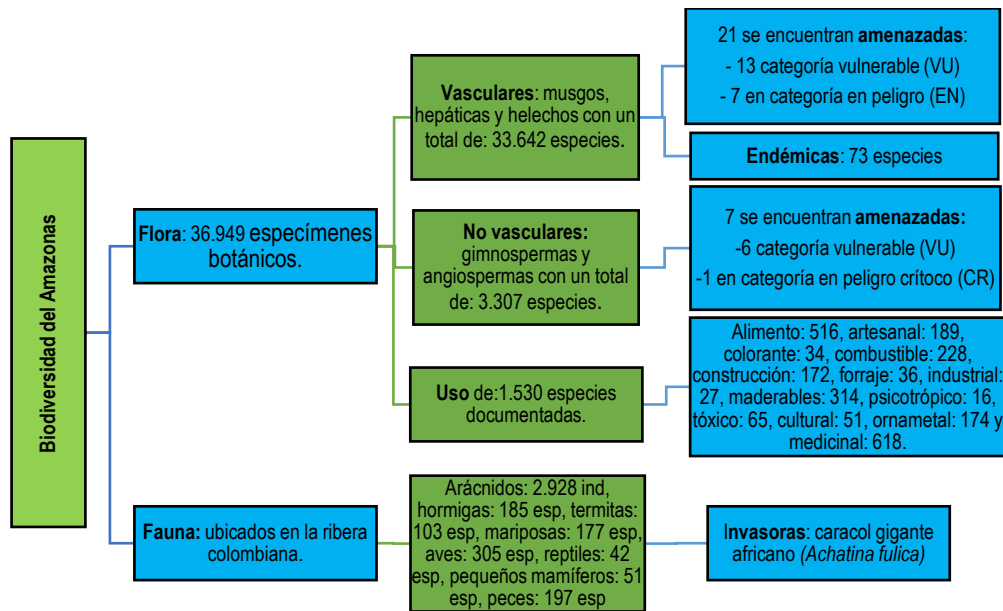 Biodiversidad del Amazonas
Flora: 36.949 especímenes
botánicos.
Vasculares: musgos,
hepáticas y helechos con un
total de: 33.642 especies.
21 se encuentran amenazadas:
- 13 categoría vulnerable (VU)
- 7 en categoría en peligro (EN)
Endémicas: 73 especies
No vasculares:
gimnospermas y
angiospermas con un total
de: 3.307 especies.
7 se encuentran amenazadas:
-6 categoría vulnerable (VU)
-1 en categoría en peligro crítoco (CR)
Uso de:1.530 especies
documentadas.
Alimento: 516, artesanal: 189,
colorante: 34, combustible: 228,
construcción: 172, forraje: 36, industrial:
27, maderables: 314, psicotrópico: 16,
tóxico: 65, cultural: 51, ornametal: 174 y
medicinal: 618.
Fauna: ubicados en la ribera
colombiana.
Arácnidos: 2.928 ind,
hormigas: 185 esp, termitas:
103 esp, mariposas: 177 esp,
aves: 305 esp, reptiles: 42
esp, pequeños mamíferos: 51
esp, peces: 197 esp
Invasoras: caracol gigante
africano (Achatina fulica)